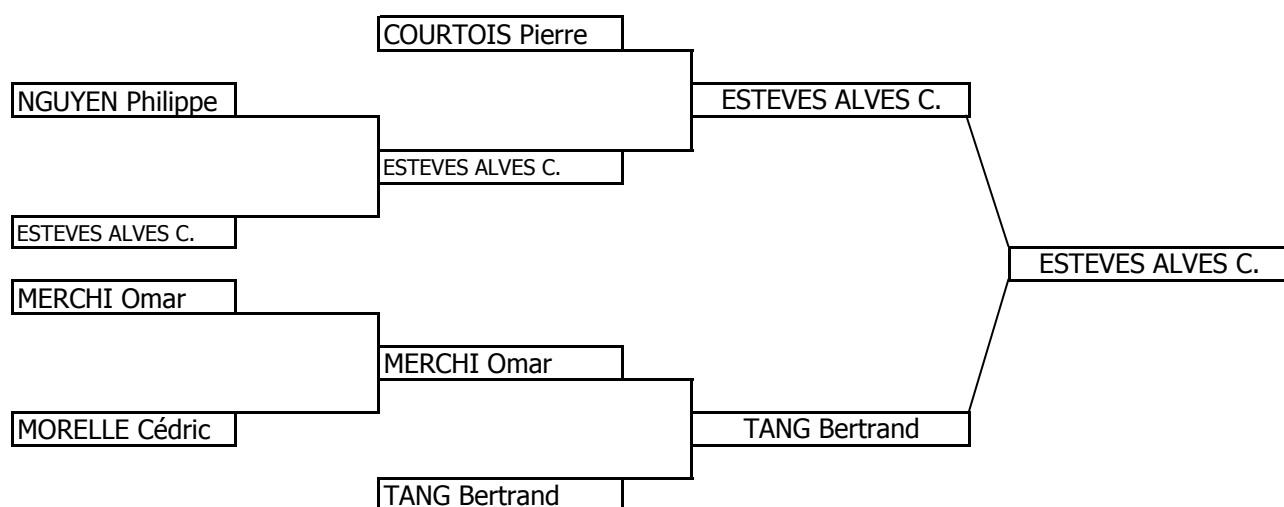 COURTOIS Pierre
NGUYEN Philippe
ESTEVES ALVES C.
ESTEVES ALVES C.
ESTEVES ALVES C.
ESTEVES ALVES C.
MERCHI Omar
MERCHI Omar
MORELLE Cédric
TANG Bertrand
TANG Bertrand